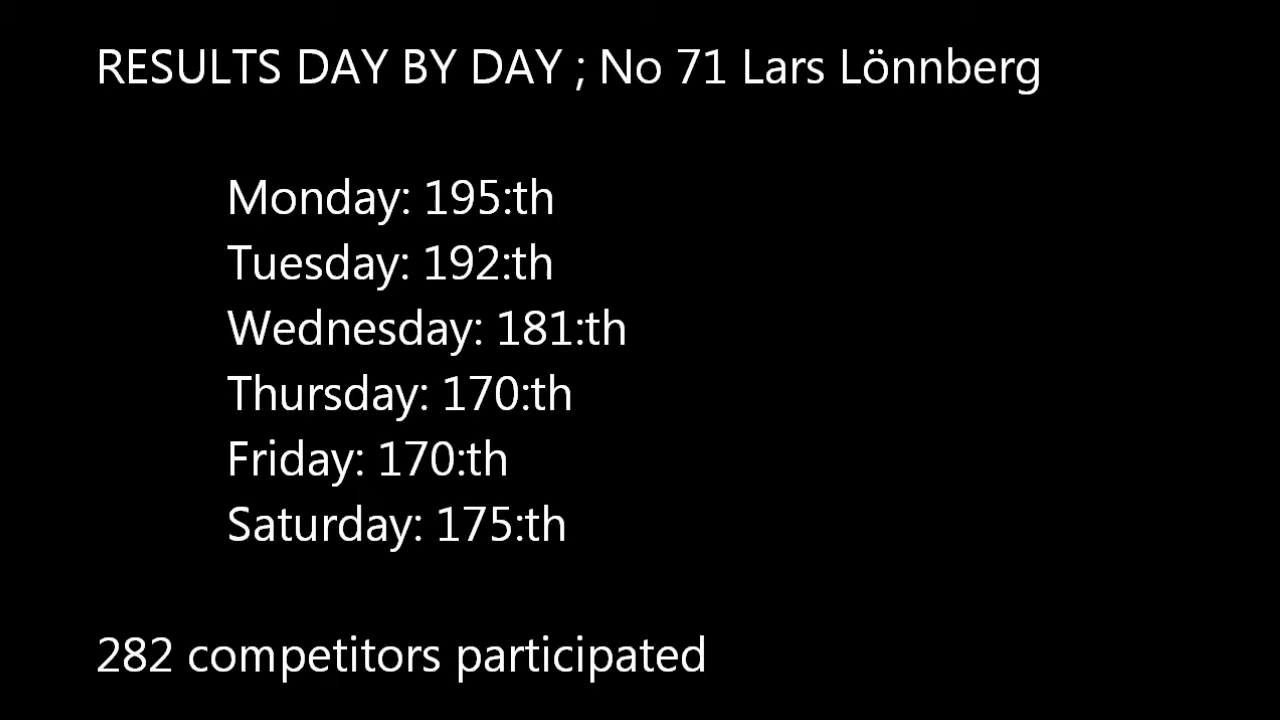 RESULTS DAY BY DAY ; No 71 Lars Lönnberg
Monday: 195:th
Tuesday: 192:th
Wednesday: 181:th
Thursday: 170:th
Friday: 170:th
Saturday: 175:th
282 competitors participated